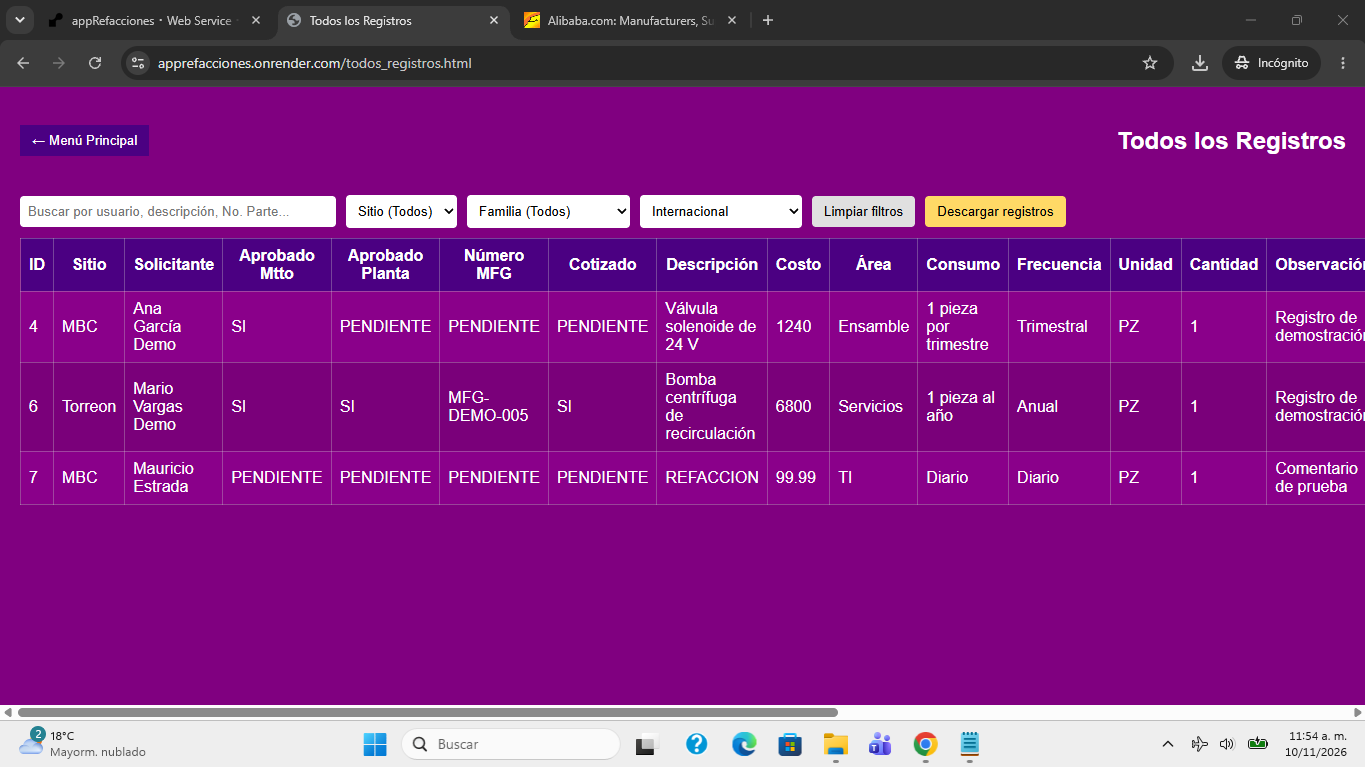 appRefacciones · Web Service
Todos los Registros
Alibaba.com: Manufacturers, Su
apprefacciones.onrender.com/todos_registros.html
Incógnito
← Menú Principal
Todos los Registros
Buscar por usuario, descripción, No. Parte...
Sitio (Todos)
Familia (Todos)
Internacional
Limpiar filtros
Descargar registros
ID Sitio Solicitante Aprobado Mtto Aprobado Planta Número MFG Cotizado Descripción Costo Área Consumo Frecuencia Unidad Cantidad Observación
4 MBC Ana García Demo SI PENDIENTE PENDIENTE PENDIENTE Válvula solenoide de 24 V 1240 Ensamble 1 pieza por trimestre Trimestral PZ 1 Registro de demostración
6 Torreon Mario Vargas Demo SI SI MFG-DEMO-005 SI Bomba centrífuga de recirculación 6800 Servicios 1 pieza al año Anual PZ 1 Registro de demostración
7 MBC Mauricio Estrada PENDIENTE PENDIENTE PENDIENTE PENDIENTE REFACCION 99.99 TI Diario Diario PZ 1 Comentario de prueba
2
18°C
Mayorm. nublado
Buscar
11:54 a. m.
10/11/2026